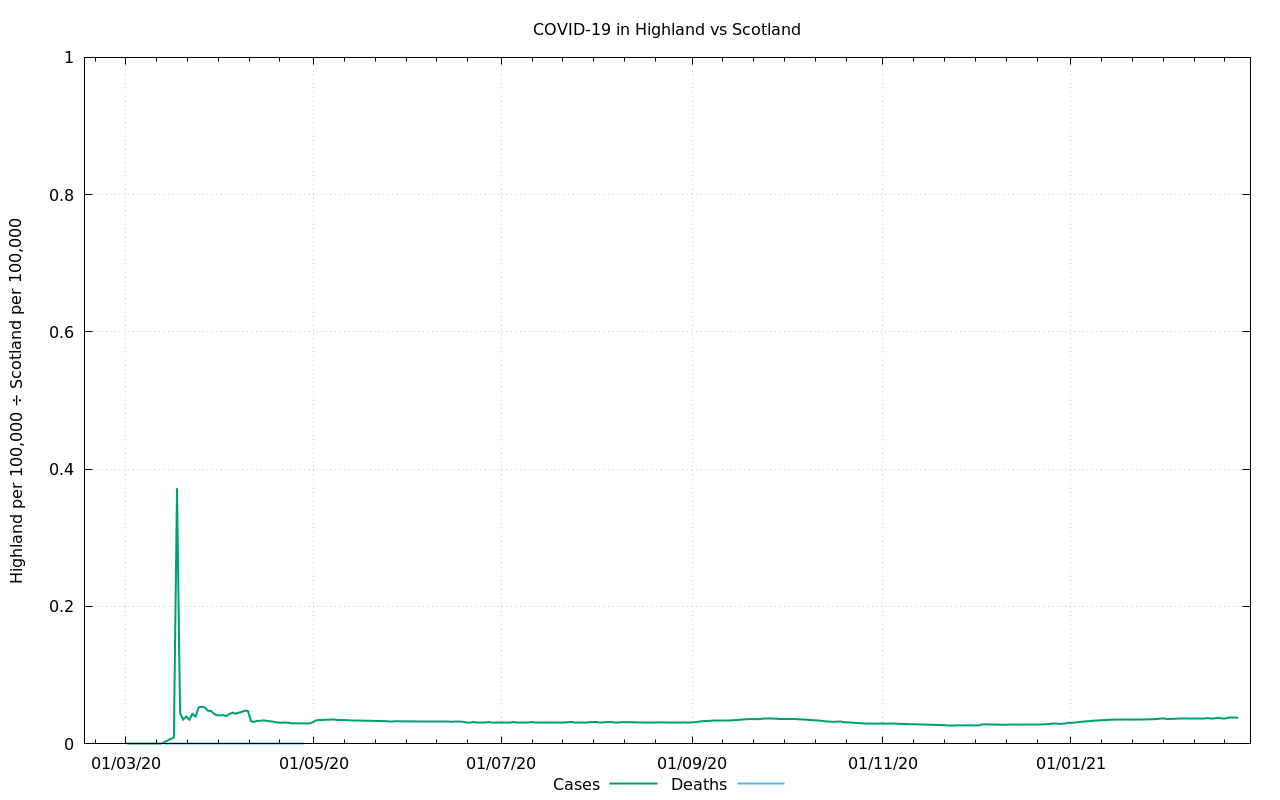 COVID-19 in Highland vs Scotland
Highland per 100,000 ÷ Scotland per 100,000
1
0.8
0.6
0.4
0.2
0
01/03/20 01/05/20 01/07/20 01/09/20 01/11/20 01/01/21
Cases Deaths